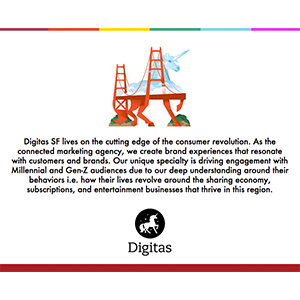 Digitas SF lives on the cutting edge of the consumer revolution. As the
connected marketing agency, we create brand experiences that resonate
with customers and brands. Our unique specialty is driving engagement with
Millennial and Gen-Z audiences due to our deep understanding around their
behaviors i.e. how their lives revolve around the sharing economy,
subscriptions, and entertainment businesses that thrive in this region.
Digitas